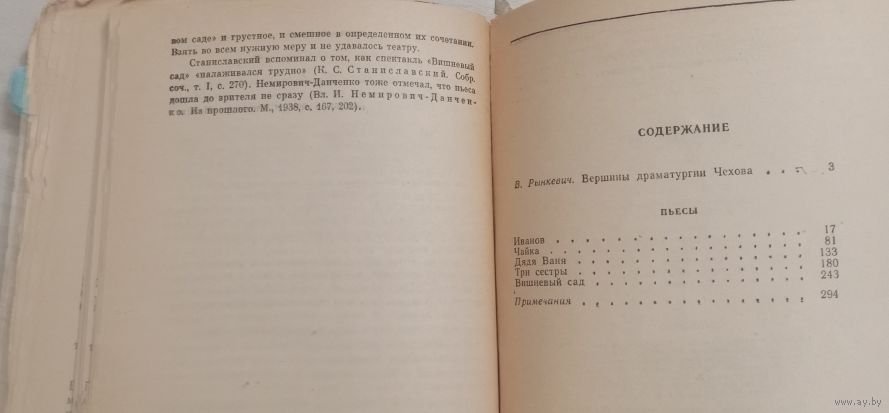 вом саде» и грустное, и смешное в определенном их сочетании.
Взять во всем нужную меру и не удавалось театру.
Станиславский вспоминал о том, как спектакль «Вишневый
сад» «налаживался трудно» (К. С. Станиславский. Собр.
соч., т. I, с. 270). Немирович-Данченко тоже отмечал, что пьеса
дошла до зрителя не сразу (Вл. И. Немирович-Данчен-
ко. Из прошлого. М., 1938, с. 167, 202).
СОДЕРЖАНИЕ
В. Рынкевич. Вершины драматургии Чехова . . . 3
ПЬЕСЫ
Иванов . . . . . . . . . . . . . 17
Чайка . . . . . . . . . . . . . 81
Дядя Ваня . . . . . . . . . . . . 133
Три сестры . . . . . . . . . . . . 180
Вишневый сад . . . . . . . . . . . 243
Примечания . . . . . . . . . . . . 294
www.ay.by